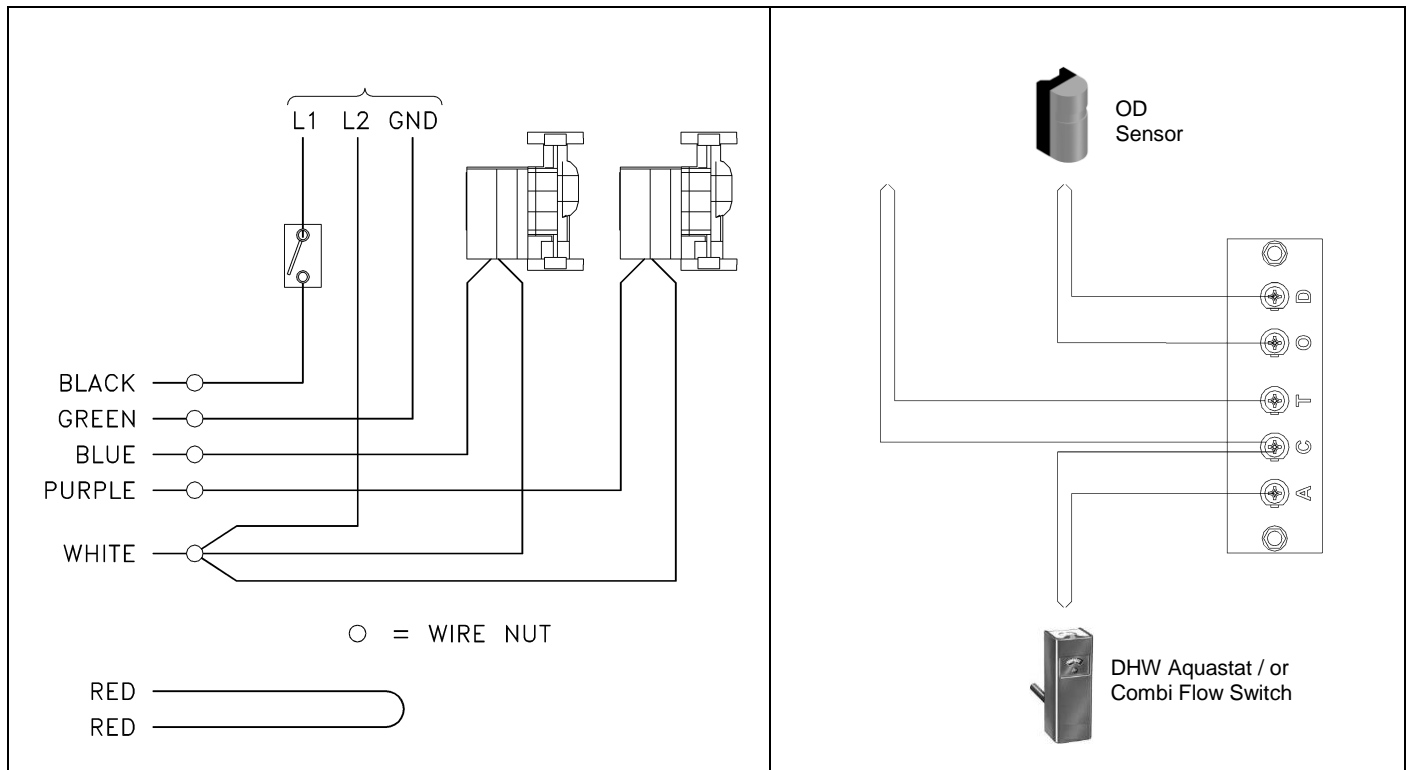 L1 L2 GND
BLACK
GREEN
BLUE
PURPLE
WHITE
○ = WIRE NUT
RED
RED
OD
Sensor
D
O
T
C
A
DHW Aquastat / or
Combi Flow Switch